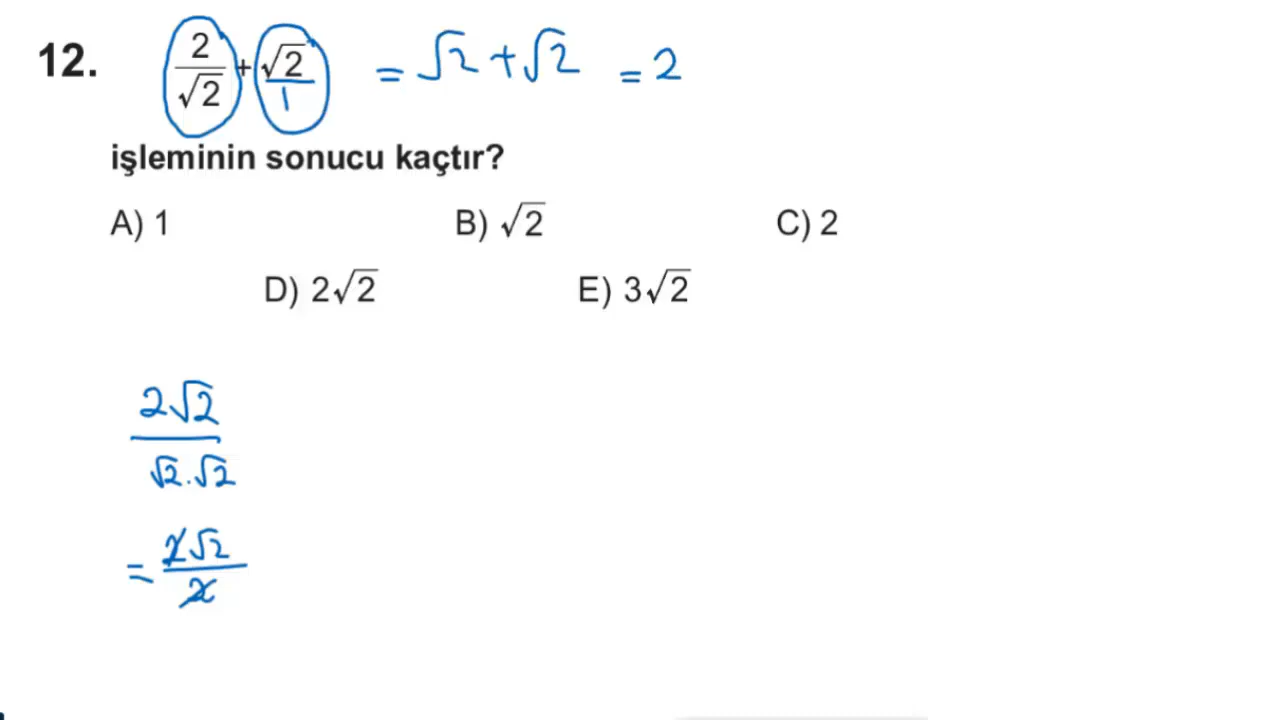 12. 2/√2 + √2/1 = √2 + √2 = 2
işleminin sonucu kaçtır?
A) 1 B) √2 C) 2
D) 2√2 E) 3√2
2√2/√2.√2
= 2√2/2